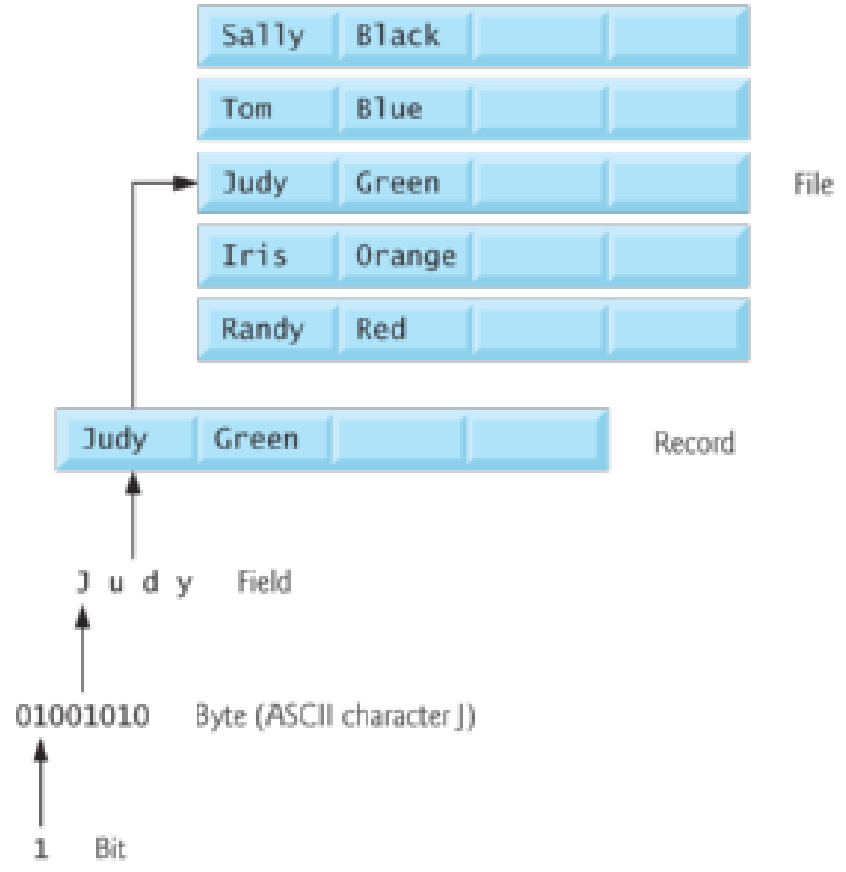 Sally Black
Tom Blue
Judy Green File
Iris Orange
Randy Red
Judy Green Record
J u d y Field
01001010 Byte (ASCII character J)
1 Bit